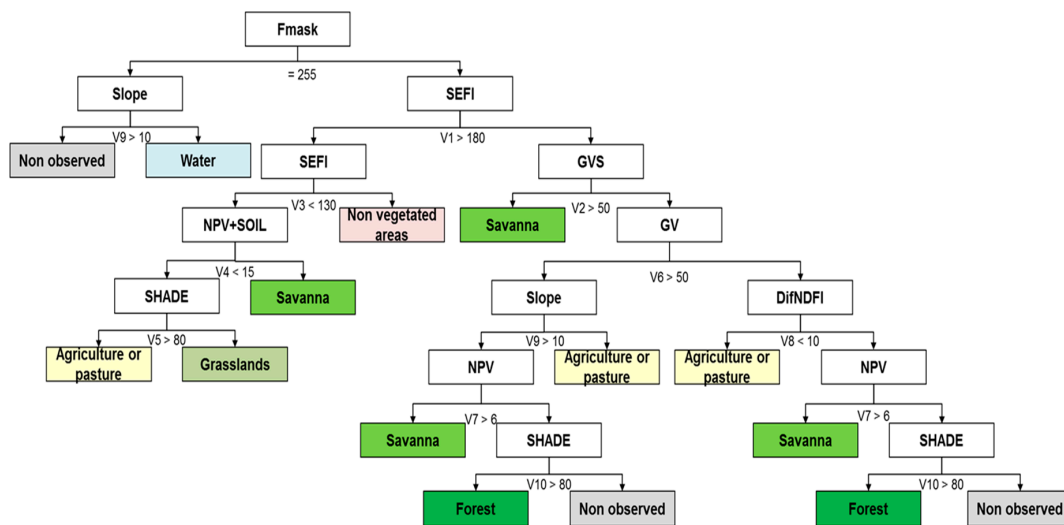 Fmask
= 255
Slope
SEFI
V9 > 10
V1 > 180
Non observed
Water
SEFI
GVS
V3 < 130
V2 > 50
NPV+SOIL
Non vegetated
areas
Savanna
GV
V4 < 15
V6 > 50
SHADE
Savanna
Slope
DifNDFI
V5 > 80
V9 > 10
V8 < 10
Agriculture or
pasture
Grasslands
NPV
Agriculture or
pasture
Agriculture or
pasture
NPV
V7 > 6
V7 > 6
Savanna
SHADE
Savanna
SHADE
V10 > 80
V10 > 80
Forest
Non observed
Forest
Non observed